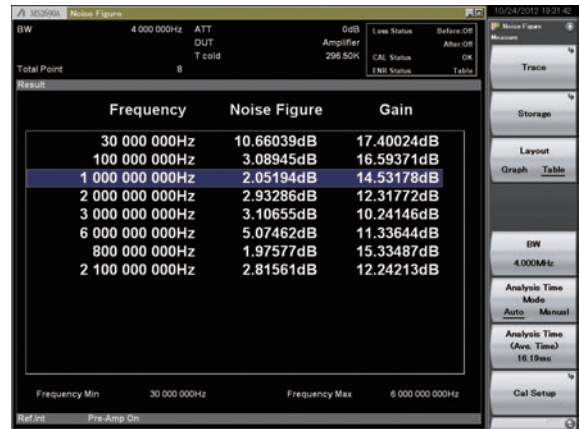 MS2690A Noise Figure
10/24/2012 19:31:42
BW 4 000 000Hz ATT 0dB
DUT Amplifier
T cold 296.50K
Total Point 8
Loss Status Before:Off
After:Off
CAL Status OK
ENR Status Table
Result
Frequency Noise Figure Gain
30 000 000Hz 10.66039dB 17.40024dB
100 000 000Hz 3.08945dB 16.59371dB
1 000 000 000Hz 2.05194dB 14.53178dB
2 000 000 000Hz 2.93286dB 12.31772dB
3 000 000 000Hz 3.10655dB 10.24146dB
6 000 000 000Hz 5.07462dB 11.33644dB
800 000 000Hz 1.97577dB 15.33487dB
2 100 000 000Hz 2.81561dB 12.24213dB
Frequency Min 30 000 000Hz Frequency Max 6 000 000 000Hz
Ref.Int Pre-Amp On
Noise Figure
Measure
Trace
Storage
Layout
Graph Table
BW
4.000MHz
Analysis Time
Mode
Auto Manual
Analysis Time
(Ave. Time)
16.19ms
Cal Setup